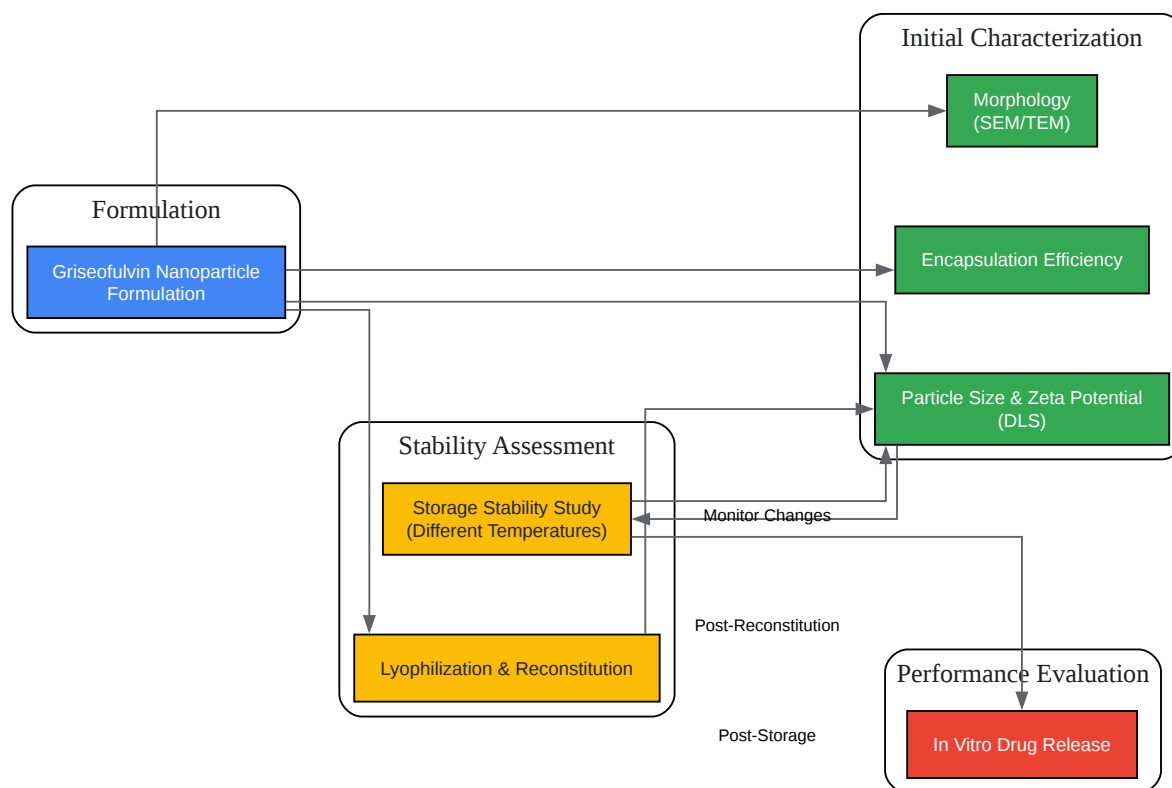 Initial Characterization
Morphology
(SEM/TEM)
Formulation
Griseofulvin Nanoparticle
Formulation
Encapsulation Efficiency
Particle Size & Zeta Potential
(DLS)
Stability Assessment
Storage Stability Study
(Different Temperatures)
Monitor Changes
Post-Reconstitution
Lyophilization & Reconstitution
Performance Evaluation
Post-Storage
In Vitro Drug Release